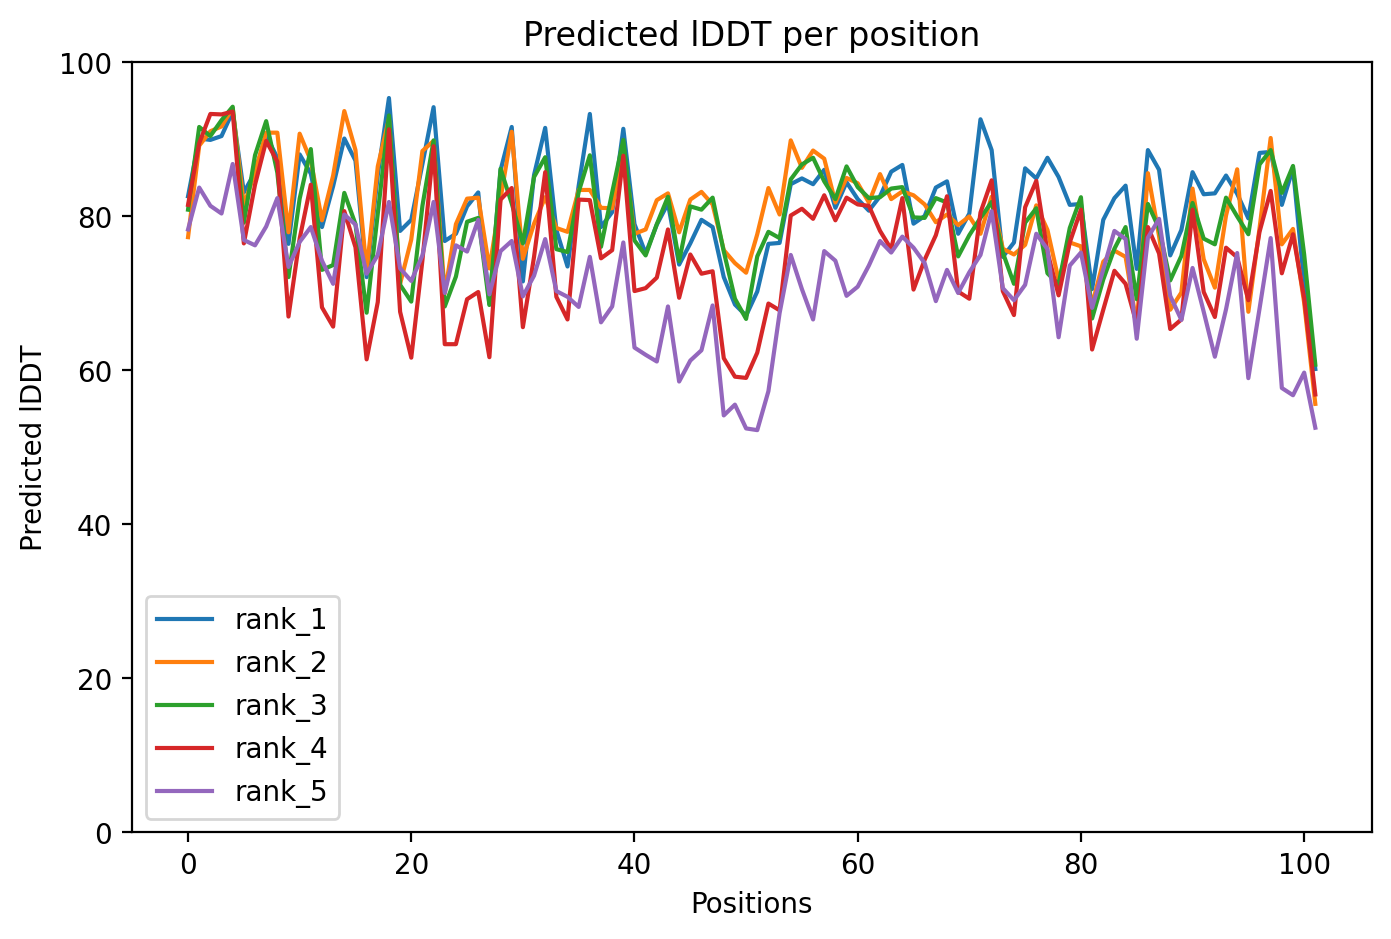 Predicted lDDT per position
100
80
60
40
20
0
Predicted lDDT
rank_1
rank_2
rank_3
rank_4
rank_5
0 20 40 60 80 100
Positions